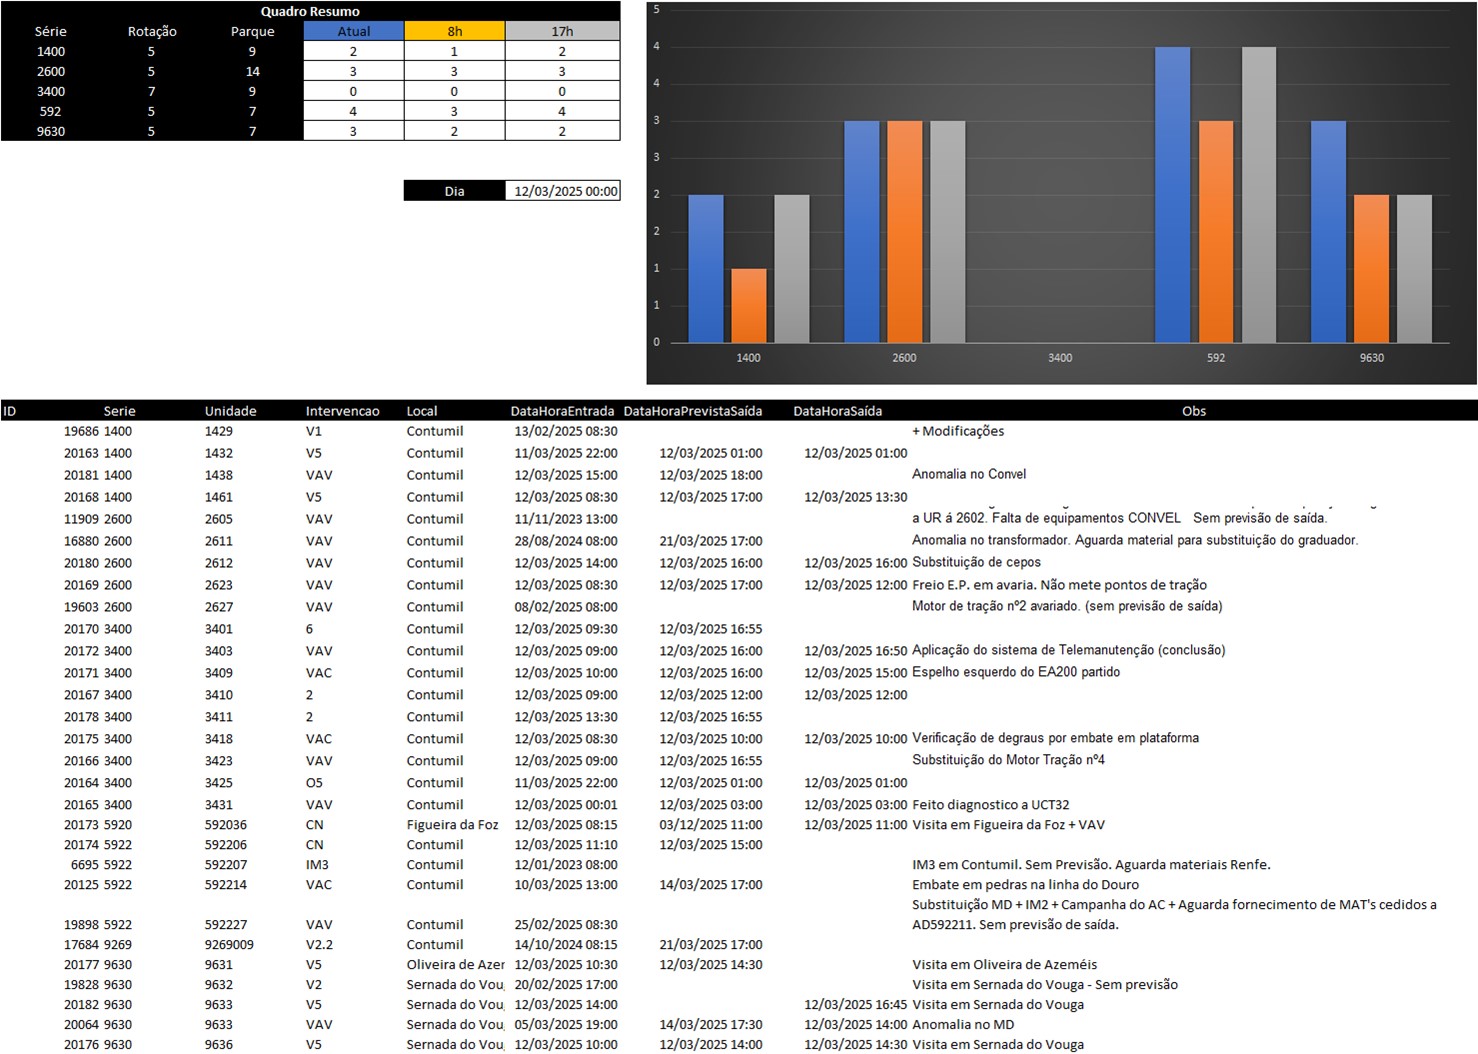 Quadro Resumo
Série Rotação Parque Atual 8h 17h
1400 5 9 2 1 2
2600 5 14 3 3 3
3400 7 9 0 0 0
592 5 7 4 3 4
9630 5 7 3 2 2
Dia 12/03/2025 00:00
5
4
4
3
3
2
2
1
1
0
1400 2600 3400 592 9630
ID Serie Unidade Intervencao Local DataHoraEntrada DataHoraPrevistaSaída DataHoraSaída Obs
19686 1400 1429 V1 Contumil 13/02/2025 08:30 + Modificações
20163 1400 1432 V5 Contumil 11/03/2025 22:00 12/03/2025 01:00 12/03/2025 01:00
20181 1400 1438 VAV Contumil 12/03/2025 15:00 12/03/2025 18:00 Anomalia no Convel
20168 1400 1461 V5 Contumil 12/03/2025 08:30 12/03/2025 17:00 12/03/2025 13:30
11909 2600 2605 VAV Contumil 11/11/2023 13:00 a UR á 2602. Falta de equipamentos CONVEL Sem previsão de saída.
16880 2600 2611 VAV Contumil 28/08/2024 08:00 21/03/2025 17:00 Anomalia no transformador. Aguarda material para substituição do graduador.
20180 2600 2612 VAV Contumil 12/03/2025 14:00 12/03/2025 16:00 12/03/2025 16:00 Substituição de cepos
20169 2600 2623 VAV Contumil 12/03/2025 08:30 12/03/2025 17:00 12/03/2025 12:00 Freio E.P. em avaria. Não mete pontos de tração
19603 2600 2627 VAV Contumil 08/02/2025 08:00 Motor de tração nº2 avariado. (sem previsão de saída)
20170 3400 3401 6 Contumil 12/03/2025 09:30 12/03/2025 16:55
20172 3400 3403 VAV Contumil 12/03/2025 09:00 12/03/2025 16:00 12/03/2025 16:50 Aplicação do sistema de Telemanutenção (conclusão)
20171 3400 3409 VAC Contumil 12/03/2025 10:00 12/03/2025 16:00 12/03/2025 15:00 Espelho esquerdo do EA200 partido
20167 3400 3410 2 Contumil 12/03/2025 09:00 12/03/2025 12:00 12/03/2025 12:00
20178 3400 3411 2 Contumil 12/03/2025 13:30 12/03/2025 16:55
20175 3400 3418 VAC Contumil 12/03/2025 08:30 12/03/2025 10:00 12/03/2025 10:00 Verificação de degraus por embate em plataforma
20166 3400 3423 VAV Contumil 12/03/2025 09:00 12/03/2025 16:55 Substituição do Motor Tração nº4
20164 3400 3425 O5 Contumil 11/03/2025 22:00 12/03/2025 01:00 12/03/2025 01:00
20165 3400 3431 VAV Contumil 12/03/2025 00:01 12/03/2025 03:00 12/03/2025 03:00 Feito diagnostico a UCT32
20173 5920 592036 CN Figueira da Foz 12/03/2025 08:15 03/12/2025 11:00 12/03/2025 11:00 Visita em Figueira da Foz + VAV
20174 5922 592206 CN Contumil 12/03/2025 11:10 12/03/2025 15:00
6695 5922 592207 IM3 Contumil 12/01/2023 08:00 IM3 em Contumil. Sem Previsão. Aguarda materiais Renfe.
20125 5922 592214 VAC Contumil 10/03/2025 13:00 14/03/2025 17:00 Embate em pedras na linha do Douro
Substituição MD + IM2 + Campanha do AC + Aguarda fornecimento de MAT's cedidos a
19898 5922 592227 VAV Contumil 25/02/2025 08:30 AD592211. Sem previsão de saída.
17684 9269 9269009 V2.2 Contumil 14/10/2024 08:15 21/03/2025 17:00
20177 9630 9631 V5 Oliveira de Azer 12/03/2025 10:30 12/03/2025 14:30 Visita em Oliveira de Azeméis
19828 9630 9632 V2 Sernada do Vou 20/02/2025 17:00 Visita em Sernada do Vouga - Sem previsão
20182 9630 9633 V5 Sernada do Vou 12/03/2025 14:00 12/03/2025 16:45 Visita em Sernada do Vouga
20064 9630 9633 VAV Sernada do Vou 05/03/2025 19:00 14/03/2025 17:30 12/03/2025 14:00 Anomalia no MD
20176 9630 9636 V5 Sernada do Vou 12/03/2025 10:00 12/03/2025 14:00 12/03/2025 14:30 Visita em Sernada do Vouga